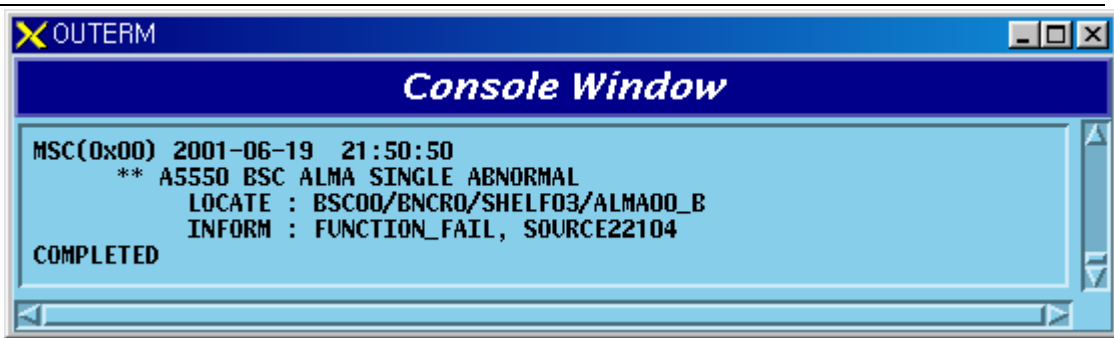 OUTERM
Console Window
MSC(0x00) 2001-06-19 21:50:50
** A5550 BSC ALMA SINGLE ABNORMAL
LOCATE : BSC00/BNCR0/SHELF03/ALMA00_B
INFORM : FUNCTION_FAIL, SOURCE22104
COMPLETED